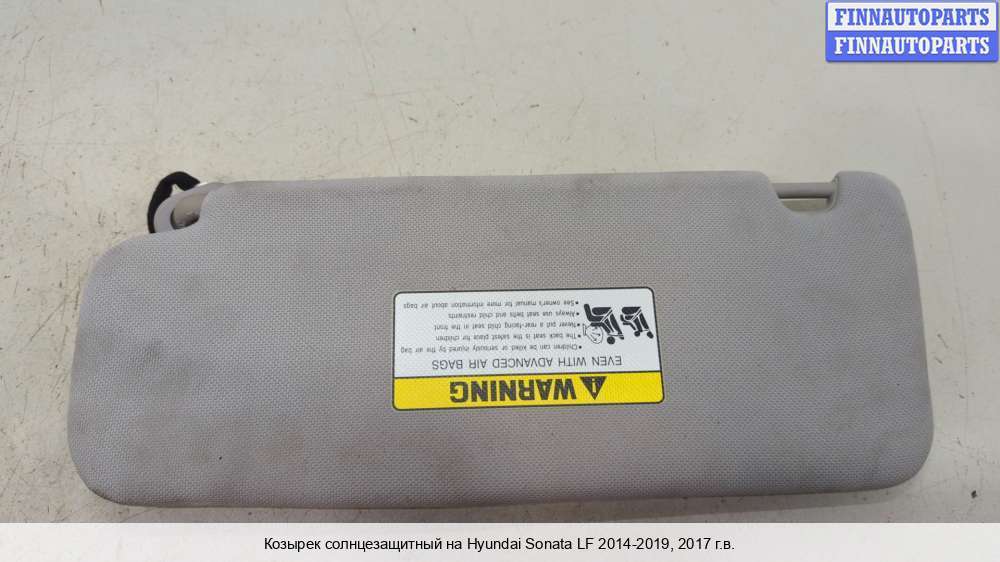 FINNAUTOPARTS
FINNAUTOPARTS
WARNING
EVEN WITH ADVANCED AIR BAGS
• Children can be killed or seriously injured by the air bag
• The back seat is the safest place for children
• Never put a rear-facing child seat in the front
• Always use seat belts and child restraints
• See owner's manual for more information about air bags
Козырек солнцезащитный на Hyundai Sonata LF 2014-2019, 2017 г.в.